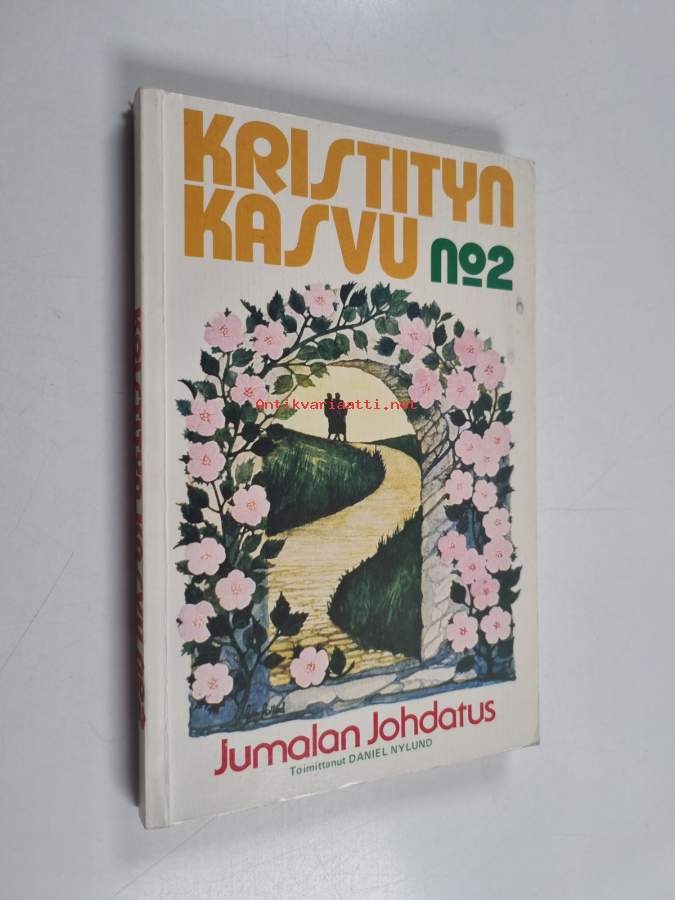 KRISTITYN
KASVU No2
Antikvariaatti.net
Jumalan Johdatus
Toimittanut DANIEL NYLUND